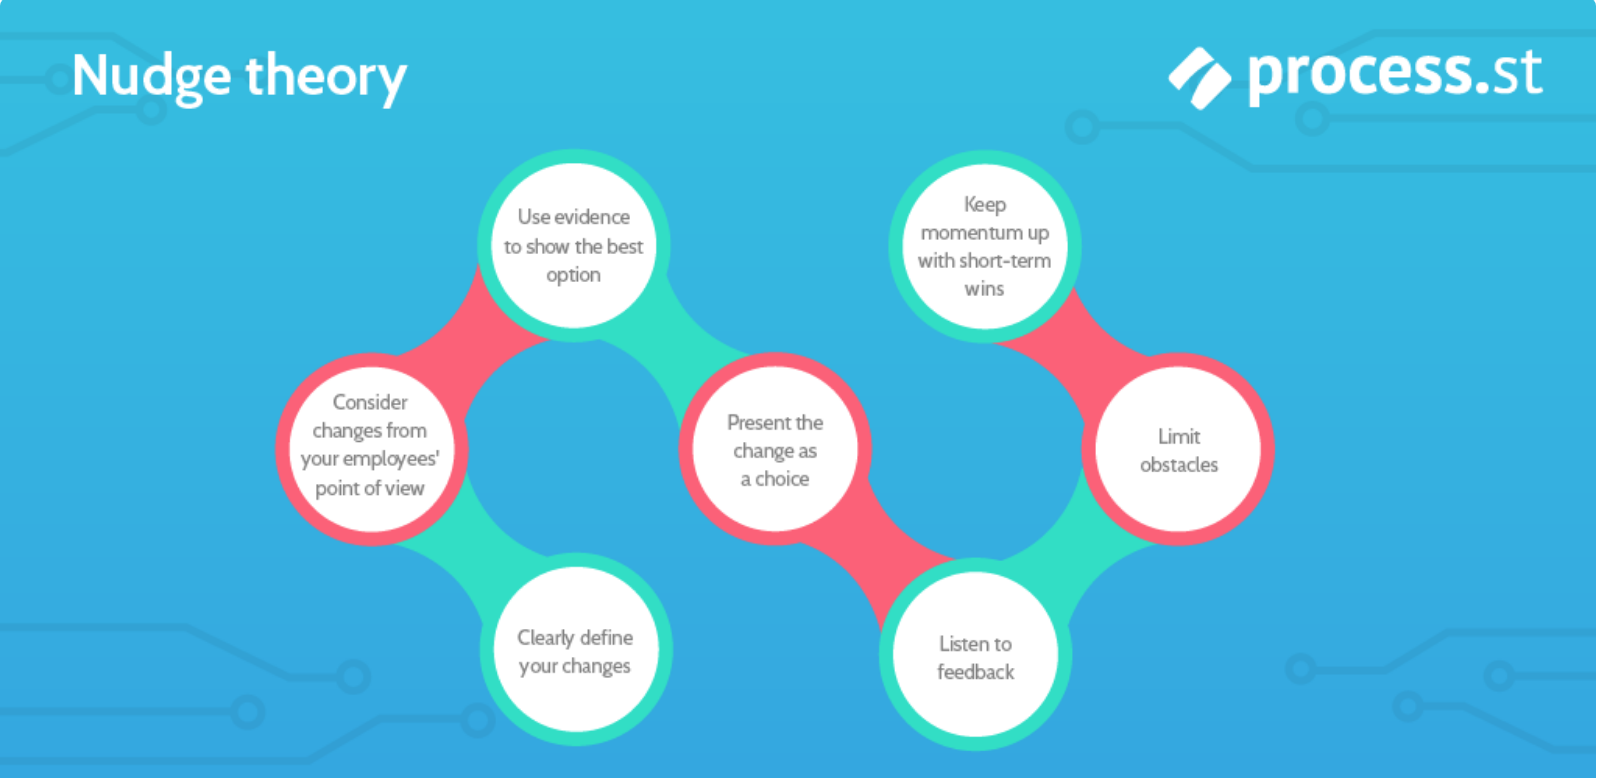 Nudge theory
process.st
Use evidence
to show the best
option
Keep
momentum up
with short-term
wins
Consider
changes from
your employees'
point of view
Present the
change as
a choice
Limit
obstacles
Clearly define
your changes
Listen to
feedback